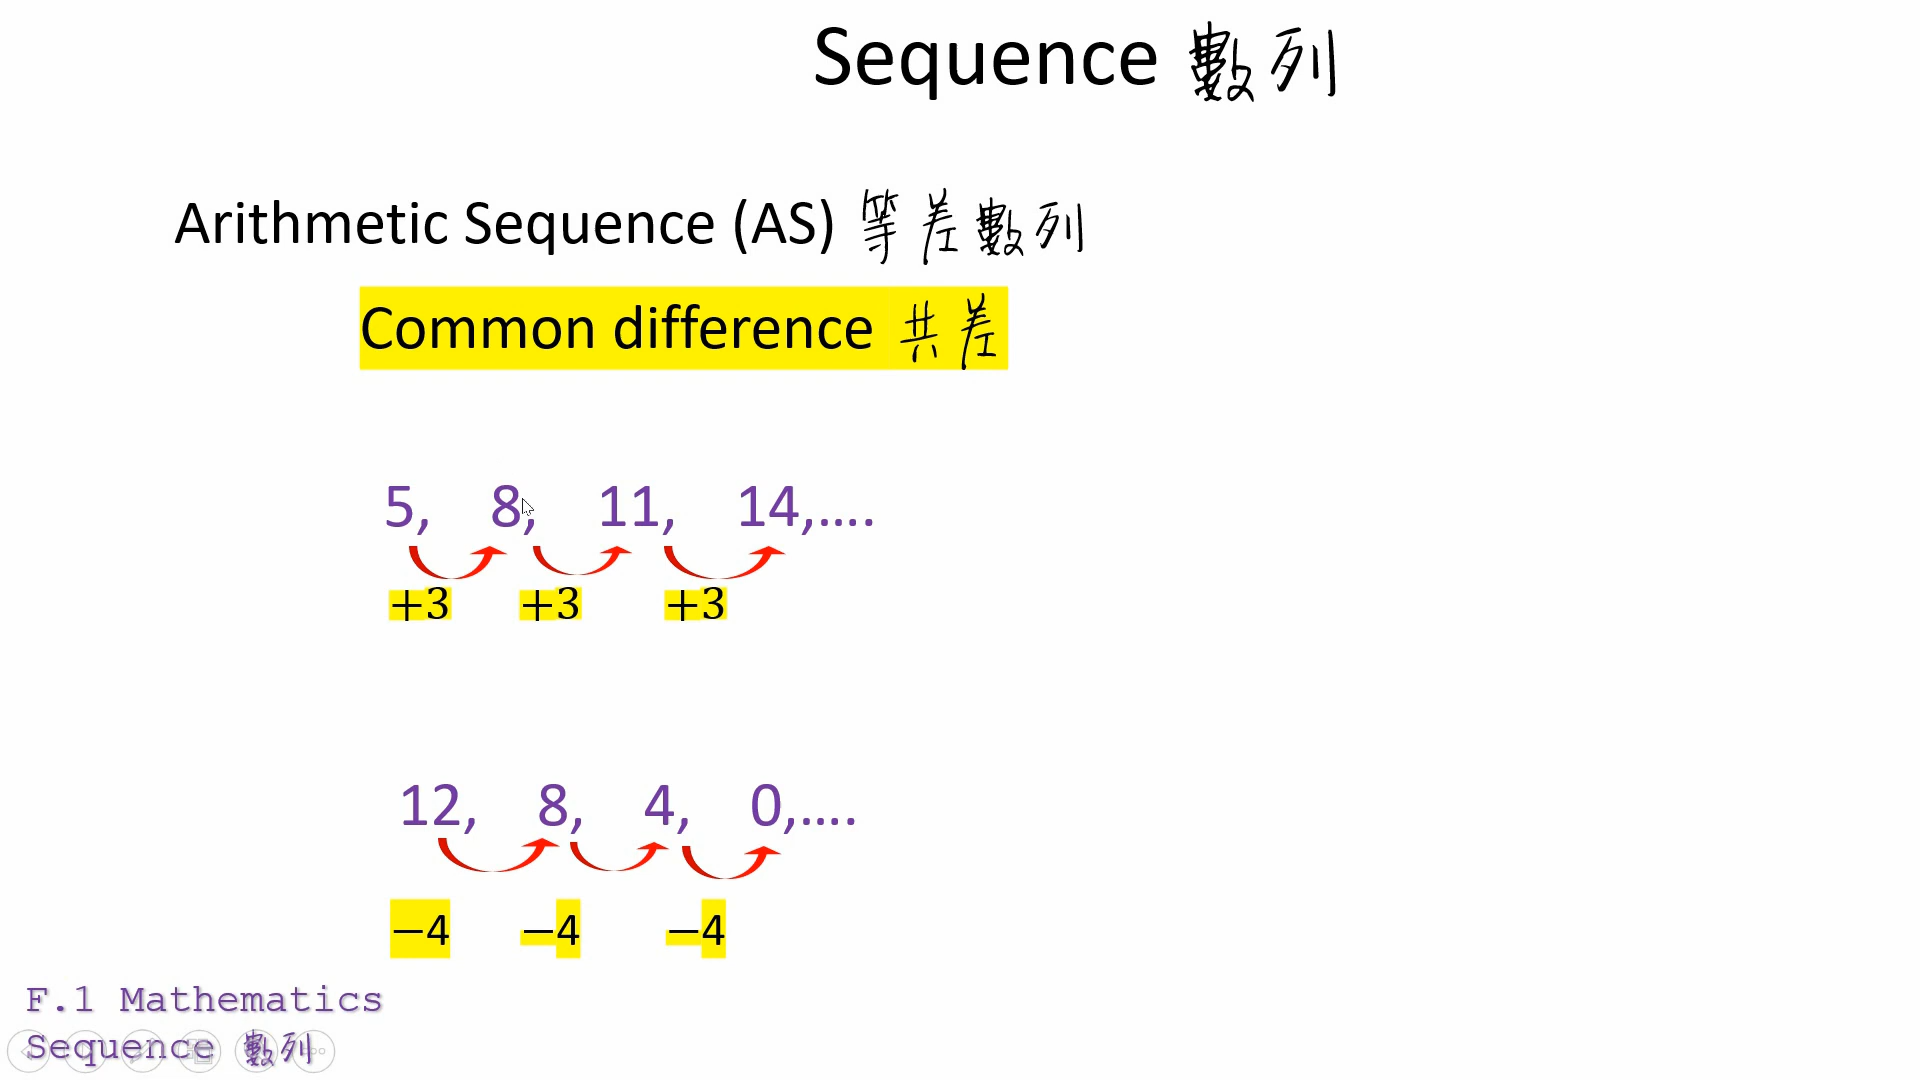 Sequence 數列
Arithmetic Sequence (AS) 等差數列
Common difference 共差
5, 8, 11, 14,....
+3 +3 +3
12, 8, 4, 0,....
−4 −4 −4
F.1 Mathematics
Sequence 數列